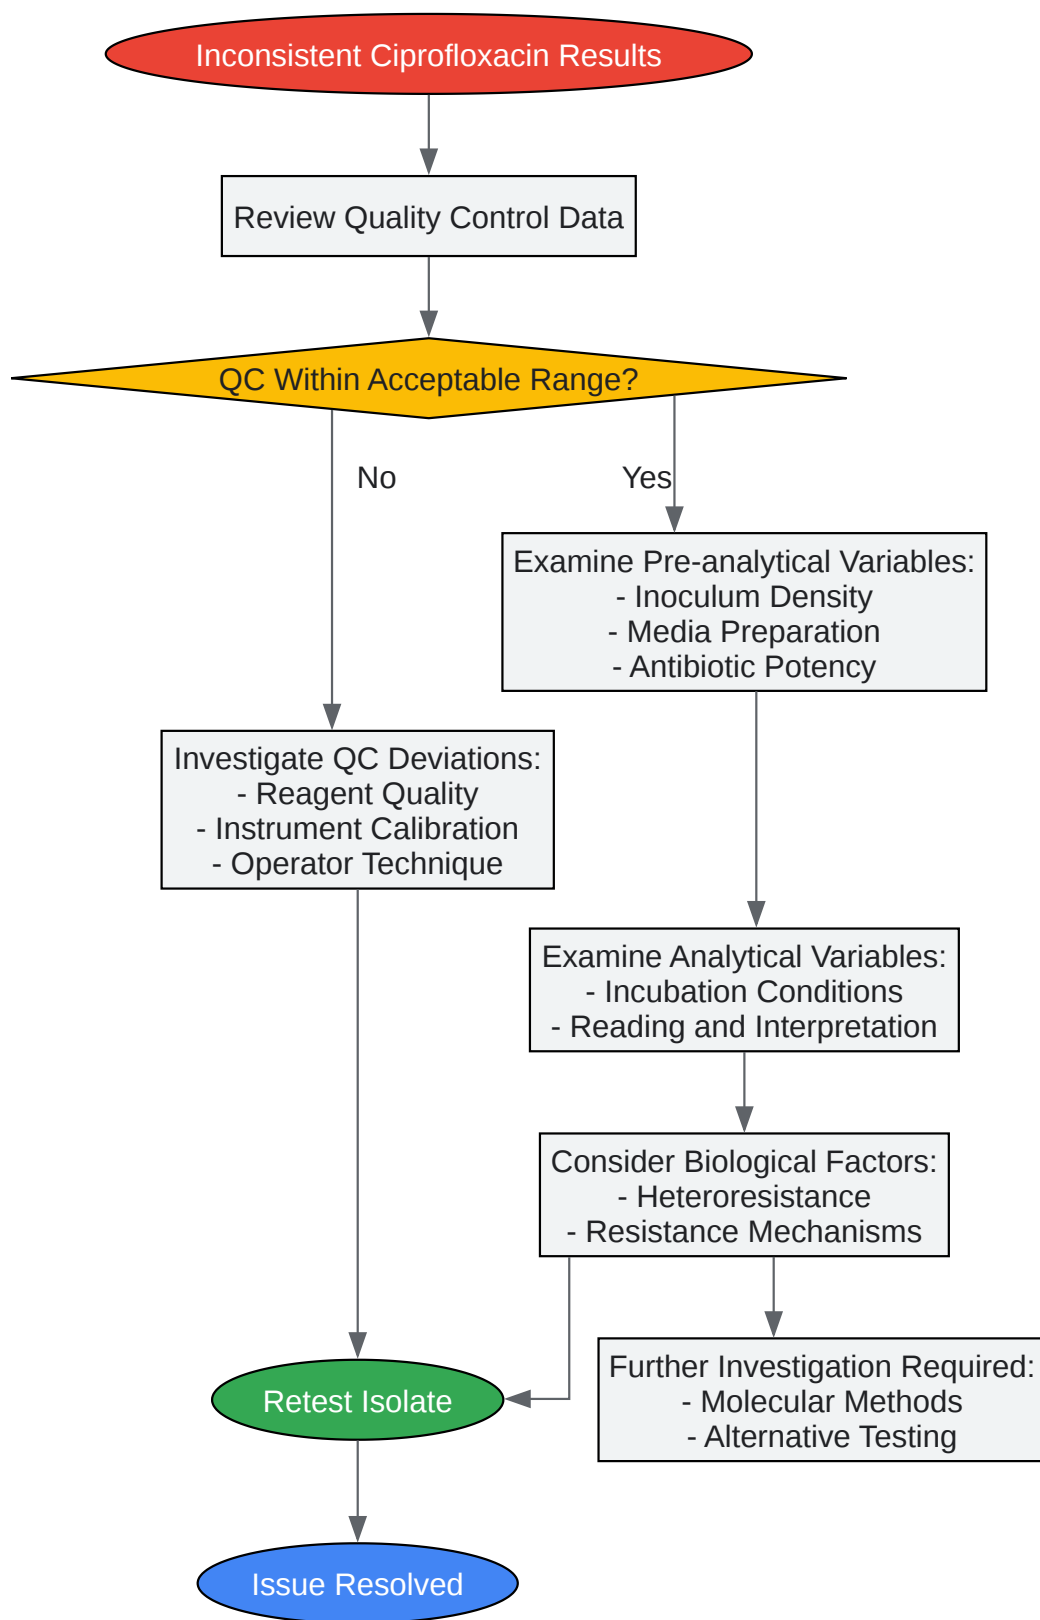 Inconsistent Ciprofloxacin Results
Review Quality Control Data
QC Within Acceptable Range?
No
Yes
Examine Pre-analytical Variables:
- Inoculum Density
- Media Preparation
- Antibiotic Potency
Investigate QC Deviations:
- Reagent Quality
- Instrument Calibration
- Operator Technique
Examine Analytical Variables:
- Incubation Conditions
- Reading and Interpretation
Consider Biological Factors:
- Heteroresistance
- Resistance Mechanisms
Further Investigation Required:
- Molecular Methods
- Alternative Testing
Retest Isolate
Issue Resolved